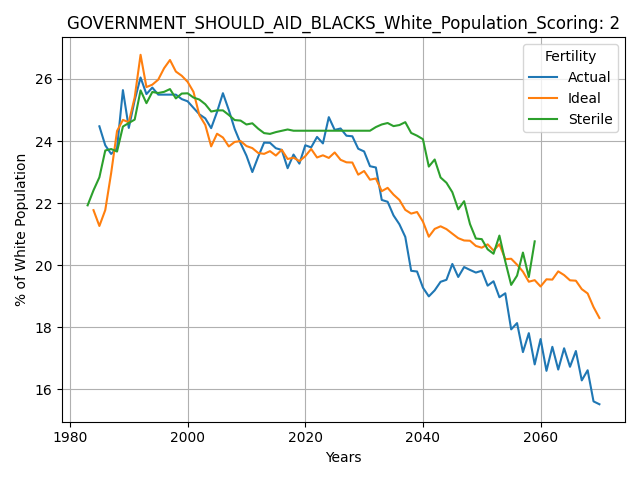 GOVERNMENT_SHOULD_AID_BLACKS_White_Population_Scoring: 2
Fertility
Actual
Ideal
Sterile
% of White Population
26
24
22
20
18
16
1980 2000 2020 2040 2060
Years